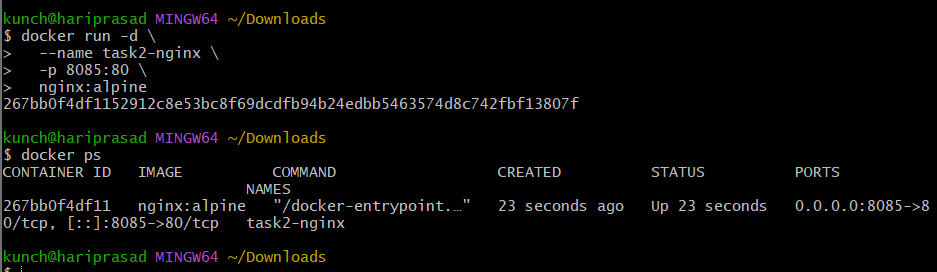 kunch@hariprasad MINGW64 ~/Downloads
$ docker run -d \
>   --name task2-nginx \
>   -p 8085:80 \
>   nginx:alpine
267bb0f4df1152912c8e53bc8f69dcdfb94b24edbb5463574d8c742fbf13807f

kunch@hariprasad MINGW64 ~/Downloads
$ docker ps
CONTAINER ID   IMAGE          COMMAND                  CREATED          STATUS          PORTS
                          NAMES
267bb0f4df11   nginx:alpine   "/docker-entrypoint.…"   23 seconds ago   Up 23 seconds   0.0.0.0:8085->8
0/tcp, [::]:8085->80/tcp   task2-nginx

kunch@hariprasad MINGW64 ~/Downloads
$